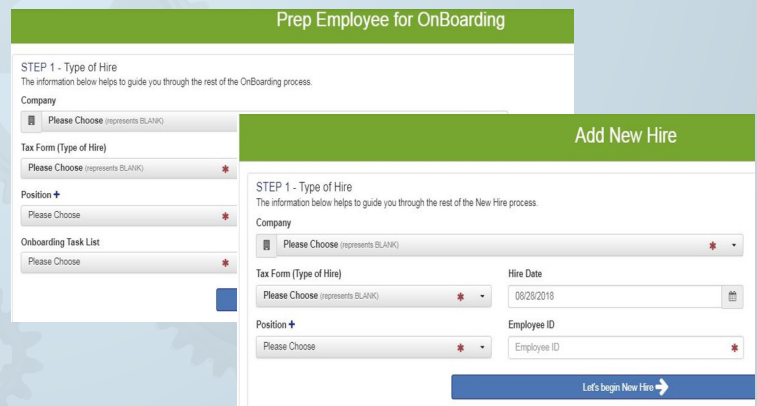 Prep Employee for OnBoarding
STEP 1 - Type of Hire
The information below helps to guide you through the rest of the OnBoarding process.
Company
Please Choose (represents BLANK)
Tax Form (Type of Hire)
Please Choose (represents BLANK) *
Position +
Please Choose *
Onboarding Task List
Please Choose *
Add New Hire
STEP 1 - Type of Hire
The information below helps to guide you through the rest of the New Hire process.
Company
Please Choose (represents BLANK) *
Tax Form (Type of Hire) Hire Date
Please Choose (represents BLANK) * 08/28/2018
Position + Employee ID
Please Choose * Employee ID *
Let's begin New Hire